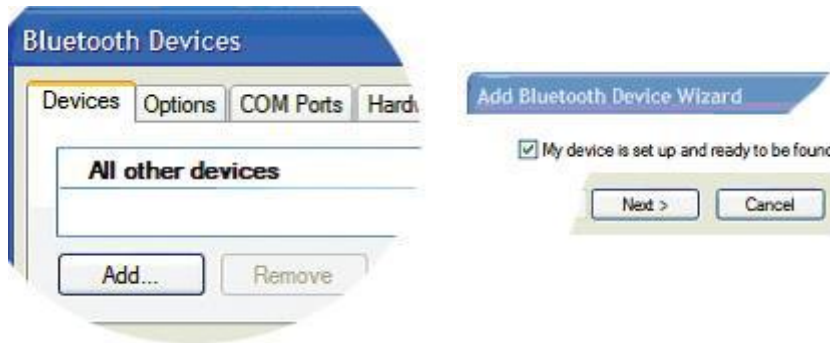 Bluetooth Devices
Devices Options COM Ports
All other devices
Add... Remove
Add Bluetooth Device Wizard
My device is set up and ready to be found
Next > Cancel